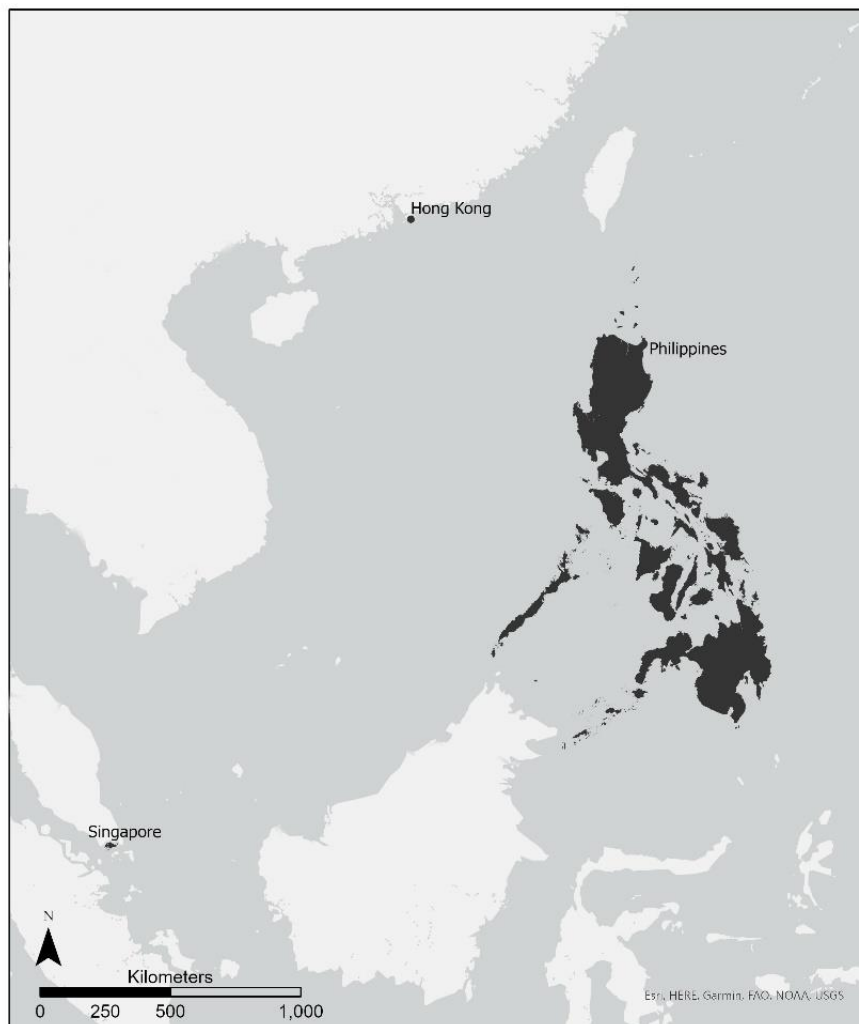 Hong Kong
Philippines
Singapore
N
Kilometers
0 250 500 1,000
Esri, HERE, Garmin, FAO, NOAA, USGS